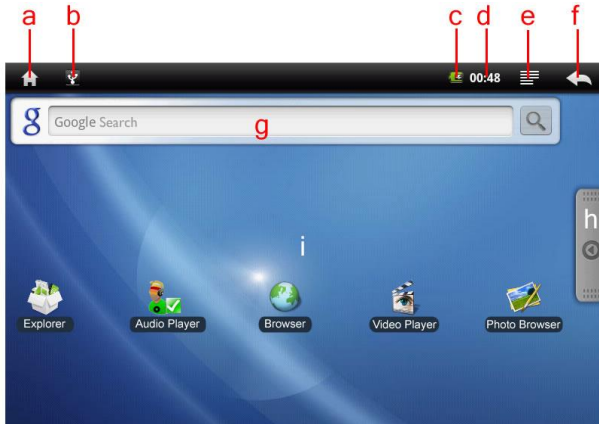 a b c d e f
00:48
g Google Search g
h
i
Explorer Audio Player Browser Video Player Photo Browser